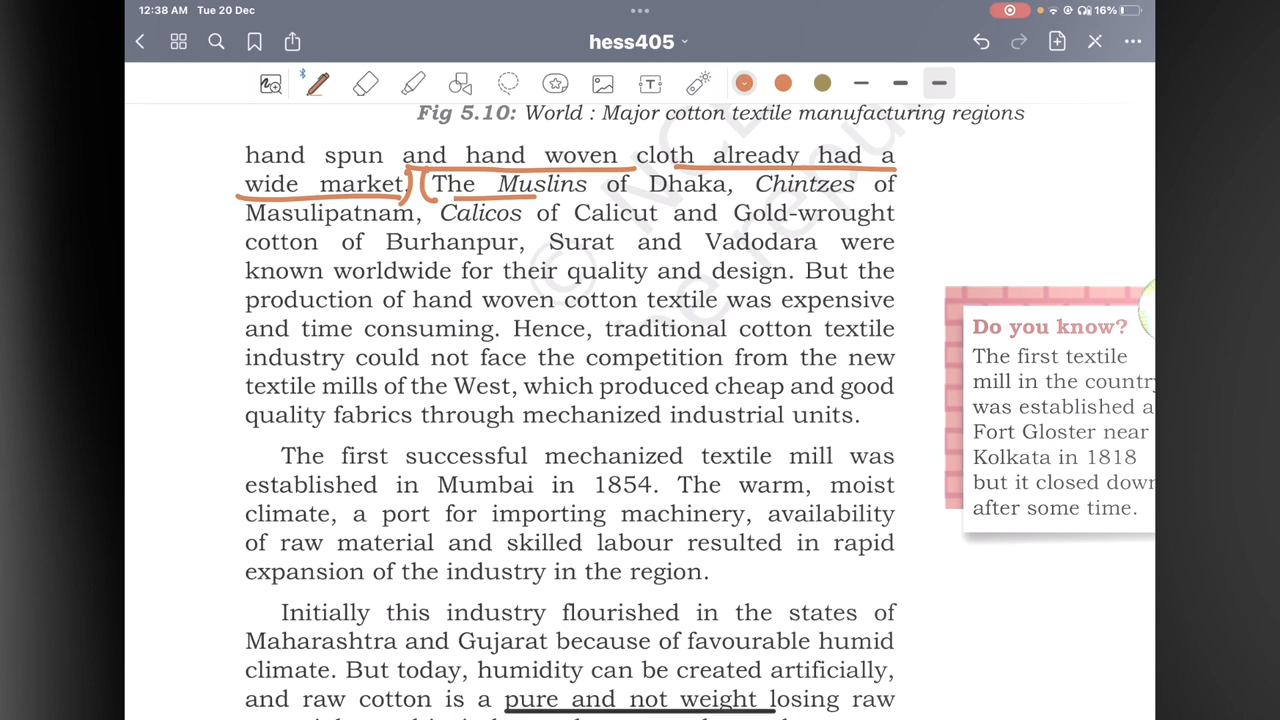 12:38 AM Tue 20 Dec
16%
hess405
T
Fig 5.10: World : Major cotton textile manufacturing regions
hand spun and hand woven cloth already had a
wide market. The Muslins of Dhaka, Chintzes of
Masulipatnam, Calicos of Calicut and Gold-wrought
cotton of Burhanpur, Surat and Vadodara were
known worldwide for their quality and design. But the
production of hand woven cotton textile was expensive
and time consuming. Hence, traditional cotton textile
industry could not face the competition from the new
textile mills of the West, which produced cheap and good
quality fabrics through mechanized industrial units.
The first successful mechanized textile mill was
established in Mumbai in 1854. The warm, moist
climate, a port for importing machinery, availability
of raw material and skilled labour resulted in rapid
expansion of the industry in the region.
Initially this industry flourished in the states of
Maharashtra and Gujarat because of favourable humid
climate. But today, humidity can be created artificially,
and raw cotton is a pure and not weight losing raw
Do you know?
The first textile
mill in the country
was established a
Fort Gloster near
Kolkata in 1818
but it closed down
after some time.